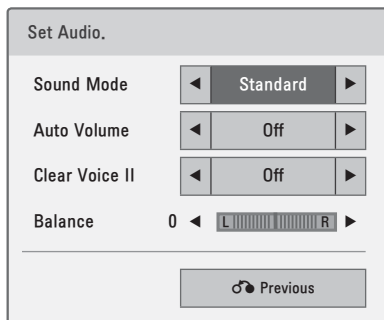 Set Audio.
Sound Mode ◀ Standard ▶
Auto Volume ◀ Off ▶
Clear Voice II ◀ Off ▶
Balance 0 ◀ L R ▶
Previous